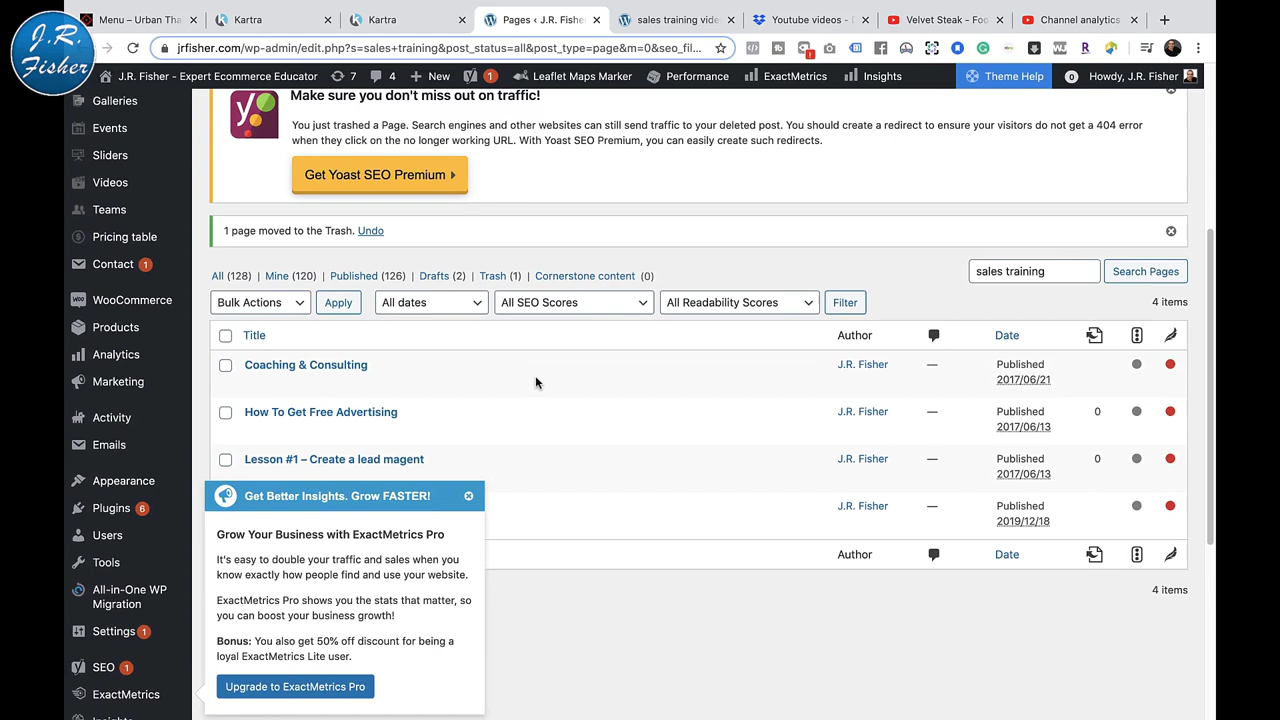 J.R.
Fisher
Menu – Urban Tha
Kartra
Kartra
Pages ‹ J.R. Fishe
sales training vide
Youtube videos - D
Velvet Steak - Foo
Channel analytics
jrfisher.com/wp-admin/edit.php?s=sales+training&post_status=all&post_type=page&m=0&seo_fil...
J.R. Fisher - Expert Ecommerce Educator
7
4
New
1
Leaflet Maps Marker
Performance
ExactMetrics
Insights
Theme Help
0
Howdy, J.R. Fisher
Galleries
Events
Sliders
Videos
Teams
Pricing table
Contact 1
WooCommerce
Products
Analytics
Marketing
Activity
Emails
Appearance
Plugins 6
Users
Tools
All-in-One WP
Migration
Settings 1
SEO 1
ExactMetrics
Insights
Make sure you don't miss out on traffic!
You just trashed a Page. Search engines and other websites can still send traffic to your deleted post. You should create a redirect to ensure your visitors do not get a 404 error
when they click on the no longer working URL. With Yoast SEO Premium, you can easily create such redirects.
Get Yoast SEO Premium
1 page moved to the Trash. Undo
All (128) | Mine (120) | Published (126) | Drafts (2) | Trash (1) | Cornerstone content (0)
sales training
Search Pages
Bulk Actions
Apply
All dates
All SEO Scores
All Readability Scores
Filter
4 items
Title
Author
Date
Coaching & Consulting
J.R. Fisher
—
Published
2017/06/21
How To Get Free Advertising
J.R. Fisher
—
Published
2017/06/13
0
Lesson #1 – Create a lead magent
J.R. Fisher
—
Published
2017/06/13
0
J.R. Fisher
—
Published
2019/12/18
Author
Date
4 items
Get Better Insights. Grow FASTER!
Grow Your Business with ExactMetrics Pro
It's easy to double your traffic and sales when you
know exactly how people find and use your website.
ExactMetrics Pro shows you the stats that matter, so
you can boost your business growth!
Bonus: You also get 50% off discount for being a
loyal ExactMetrics Lite user.
Upgrade to ExactMetrics Pro